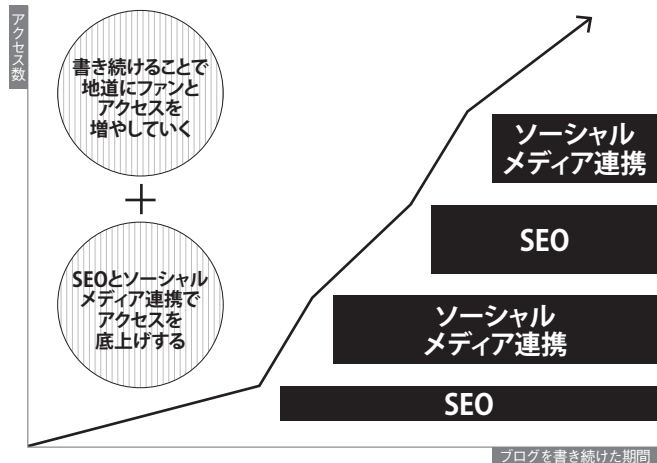 アクセス数
書き続けることで
地道にファンと
アクセスを
増やしていく
+
SEOとソーシャル
メディア連携で
アクセスを
底上げする
ソーシャル
メディア連携
SEO
ソーシャル
メディア連携
SEO
ブログを書き続けた期間